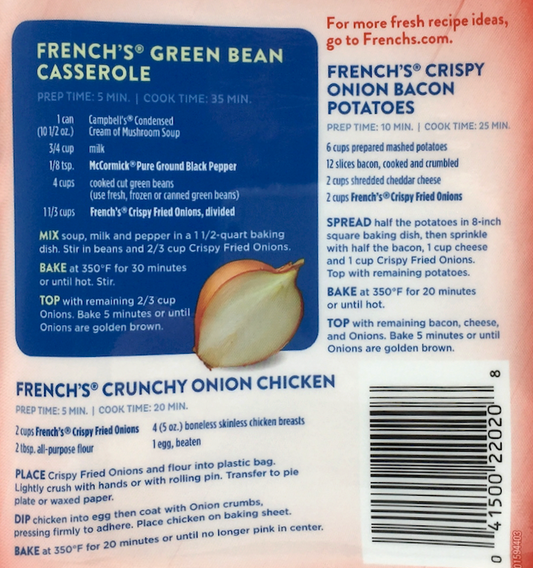 For more fresh recipe ideas,
go to Frenchs.com.
FRENCH'S® GREEN BEAN
CASSEROLE
PREP TIME: 5 MIN. | COOK TIME: 35 MIN.
1 can Campbell's® Condensed
(10 1/2 oz.) Cream of Mushroom Soup
3/4 cup milk
1/8 tsp. McCormick® Pure Ground Black Pepper
4 cups cooked cut green beans
(use fresh, frozen or canned green beans)
1 1/3 cups French's® Crispy Fried Onions, divided
MIX soup, milk and pepper in a 1 1/2-quart baking
dish. Stir in beans and 2/3 cup Crispy Fried Onions.
BAKE at 350°F for 30 minutes
or until hot. Stir.
TOP with remaining 2/3 cup
Onions. Bake 5 minutes or until
Onions are golden brown.
FRENCH'S® CRISPY
ONION BACON
POTATOES
PREP TIME: 10 MIN. | COOK TIME: 25 MIN.
6 cups prepared mashed potatoes
12 slices bacon, cooked and crumbled
2 cups shredded cheddar cheese
2 cups French's® Crispy Fried Onions
SPREAD half the potatoes in 8-inch
square baking dish, then sprinkle
with half the bacon, 1 cup cheese
and 1 cup Crispy Fried Onions.
Top with remaining potatoes.
BAKE at 350°F for 20 minutes
or until hot.
TOP with remaining bacon, cheese,
and Onions. Bake 5 minutes or until
Onions are golden brown.
FRENCH'S® CRUNCHY ONION CHICKEN
PREP TIME: 5 MIN. | COOK TIME: 20 MIN.
2 cups French's® Crispy Fried Onions 4 (5 oz.) boneless skinless chicken breasts
2 tbsp. all-purpose flour 1 egg, beaten
PLACE Crispy Fried Onions and flour into plastic bag.
Lightly crush with hands or with rolling pin. Transfer to pie
plate or waxed paper.
DIP chicken into egg then coat with Onion crumbs,
pressing firmly to adhere. Place chicken on baking sheet.
BAKE at 350°F for 20 minutes or until no longer pink in center.
0 41500 22020 8